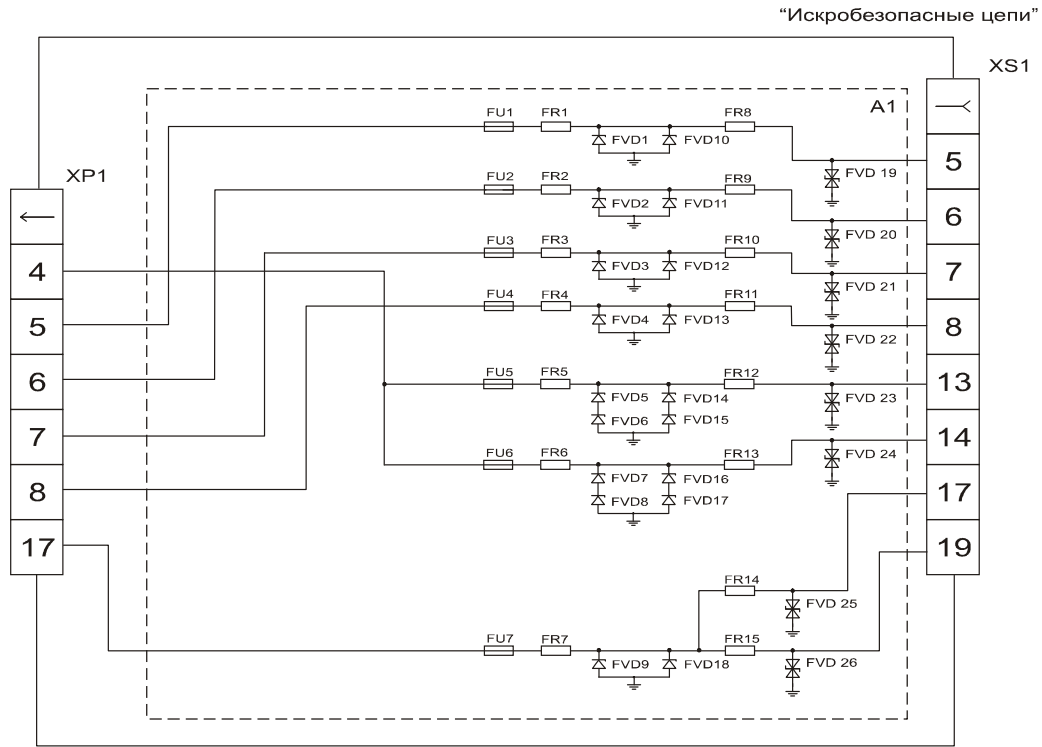 “Искробезопасные цепи”
XS1
A1
FU1 FR1 FR8
FVD1 FVD10
5
FVD 19
XP1
FU2 FR2 FR9
FVD2 FVD11
6
FVD 20
FU3 FR3 FR10
4
FVD3 FVD12
7
FVD 21
FU4 FR4 FR11
5
FVD4 FVD13
8
FVD 22
FU5 FR5 FR12
6
13
FVD5 FVD14
FVD 23
FVD6 FVD15
7
14
FU6 FR6 FR13
FVD 24
FVD7 FVD16
8
17
FVD8 FVD17
17
19
FR14
FVD 25
FU7 FR7 FR15
FVD9 FVD18
FVD 26